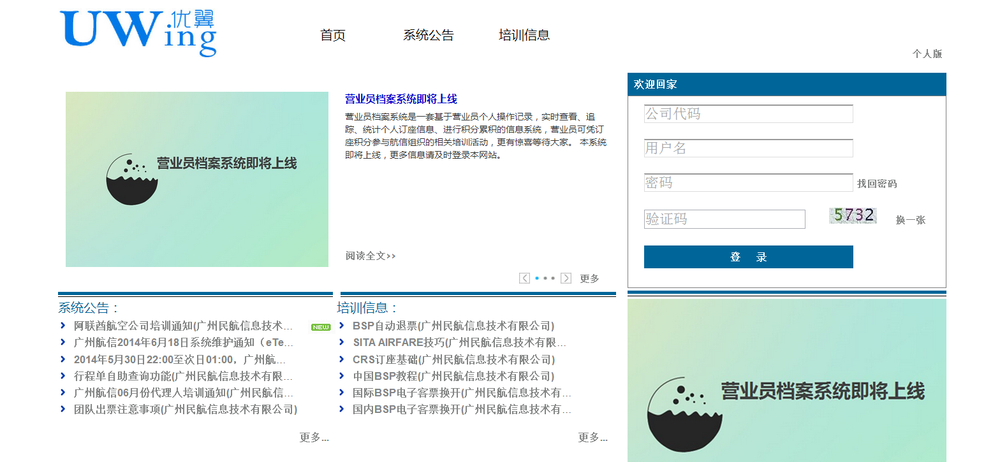 UWing 优翼
首页
系统公告
培训信息
个人版
营业员档案系统即将上线
营业员档案系统即将上线
营业员档案系统是一套基于营业员个人操作记录，实时查看、追
踪、统计个人订座信息、进行积分累积的信息系统，营业员可凭订
座积分参与航信组织的相关培训活动，更有惊喜等待大家。 本系统
即将上线，更多信息请及时登录本网站。
阅读全文>>
更多
欢迎回家
公司代码
用户名
密码
找回密码
验证码
5732
换一张
登 录
系统公告：
阿联酋航空公司培训通知(广州民航信息技术...
NEW
广州航信2014年6月18日系统维护通知（eTe...
2014年5月30日22:00至次日01:00，广州航...
行程单自助查询功能(广州民航信息技术有限...
广州航信06月份代理人培训通知(广州民航信...
团队出票注意事项(广州民航信息技术有限公司)
更多...
培训信息：
BSP自动退票(广州民航信息技术有限公司)
SITA AIRFARE技巧(广州民航信息技术有限...
CRS订座基础(广州民航信息技术有限公司)
中国BSP教程(广州民航信息技术有限公司)
国际BSP电子客票换开(广州民航信息技术有...
国内BSP电子客票换开(广州民航信息技术有...
更多...
营业员档案系统即将上线